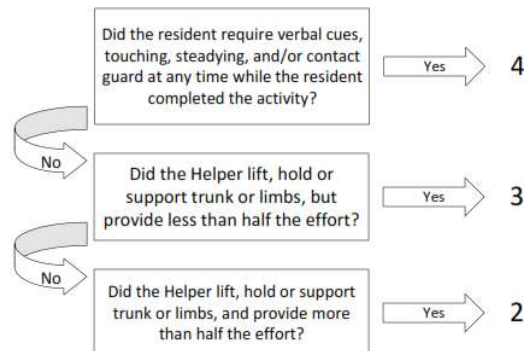 Did the resident require verbal cues,
touching, steadying, and/or contact
guard at any time while the resident
completed the activity?
Yes
4
No
Did the Helper lift, hold or
support trunk or limbs, but
provide less than half the effort?
Yes
3
No
Did the Helper lift, hold or support
trunk or limbs, and provide more
than half the effort?
Yes
2